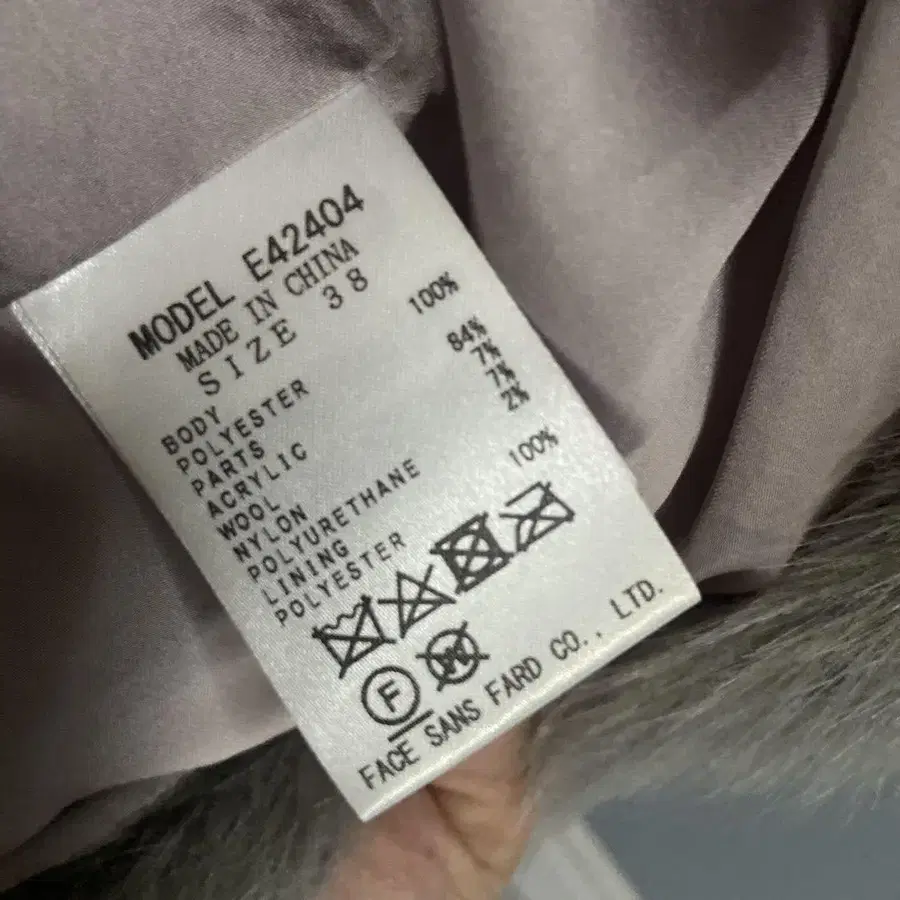 MODEL E42404
MADE IN CHINA
SIZE 38
BODY
POLYESTER 100%
PARTS
ACRYLIC 84%
WOOL 7%
NYLON 7%
POLYURETHANE 2%
LINING
POLYESTER 100%
F W
FACE SANS FARD CO., LTD.